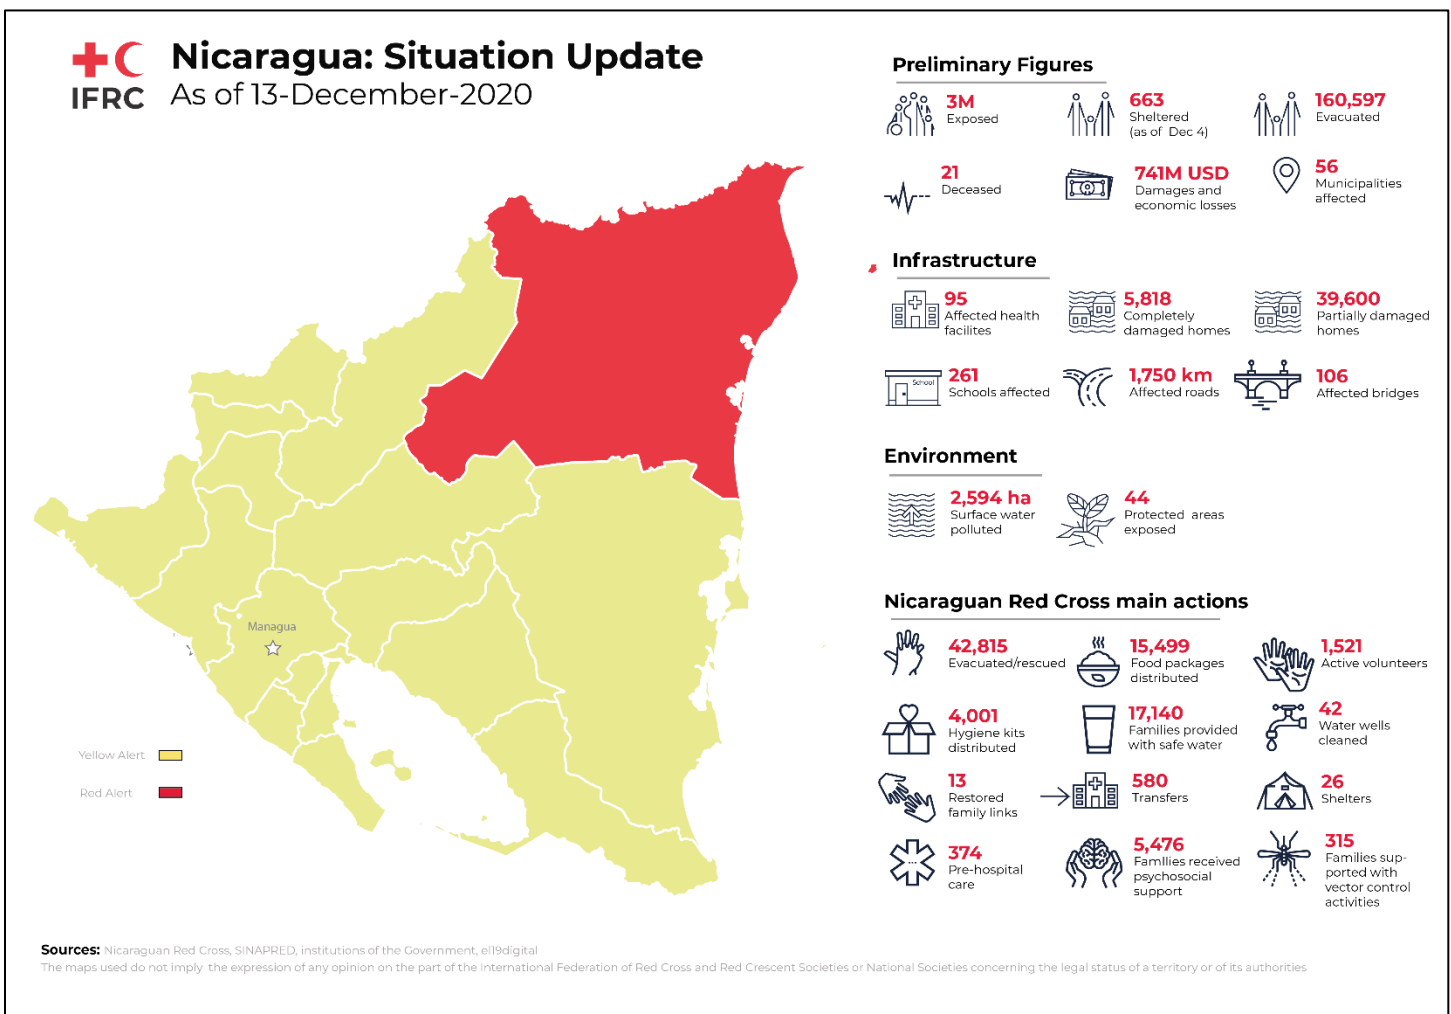 Nicaragua: Situation Update
As of 13-December-2020
IFRC
Managua
Yellow Alert
Red Alert
Preliminary Figures
3M
Exposed
663
Sheltered
(as of Dec 4)
160,597
Evacuated
21
Deceased
741M USD
Damages and
economic losses
56
Municipalities
affected
Infrastructure
95
Affected health
facilites
5,818
Completely
damaged homes
39,600
Partially damaged
homes
School
261
Schools affected
1,750 km
Affected roads
106
Affected bridges
Environment
2,594 ha
Surface water
polluted
44
Protected areas
exposed
Nicaraguan Red Cross main actions
42,815
Evacuated/rescued
15,499
Food packages
distributed
1,521
Active volunteers
4,001
Hygiene kits
distributed
17,140
Families provided
with safe water
42
Water wells
cleaned
13
Restored
family links
580
Transfers
26
Shelters
374
Pre-hospital
care
5,476
Families received
psychosocial
support
315
Families sup-
ported with
vector control
activities
Sources: Nicaraguan Red Cross, SINAPRED, institutions of the Government, el19digital
The maps used do not imply the expression of any opinion on the part of the International Federation of Red Cross and Red Crescent Societies or National Societies concerning the legal status of a territory or of its authorities